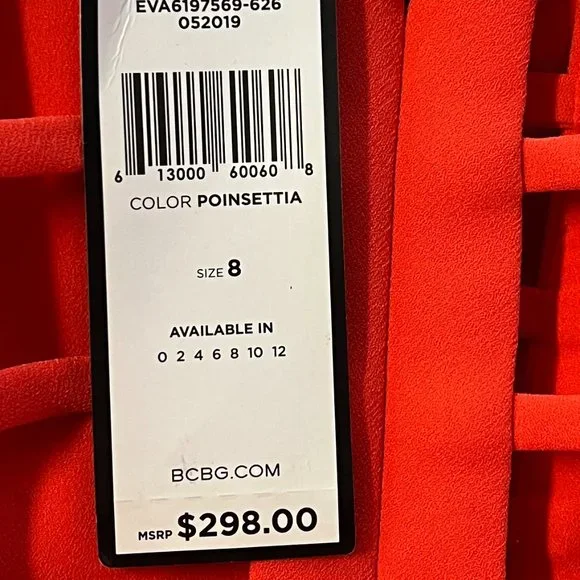 EVA6197569-626
052019
6 13000 60060 8
COLOR POINSETTIA
SIZE 8
AVAILABLE IN
0 2 4 6 8 10 12
BCBG.COM
MSRP $298.00